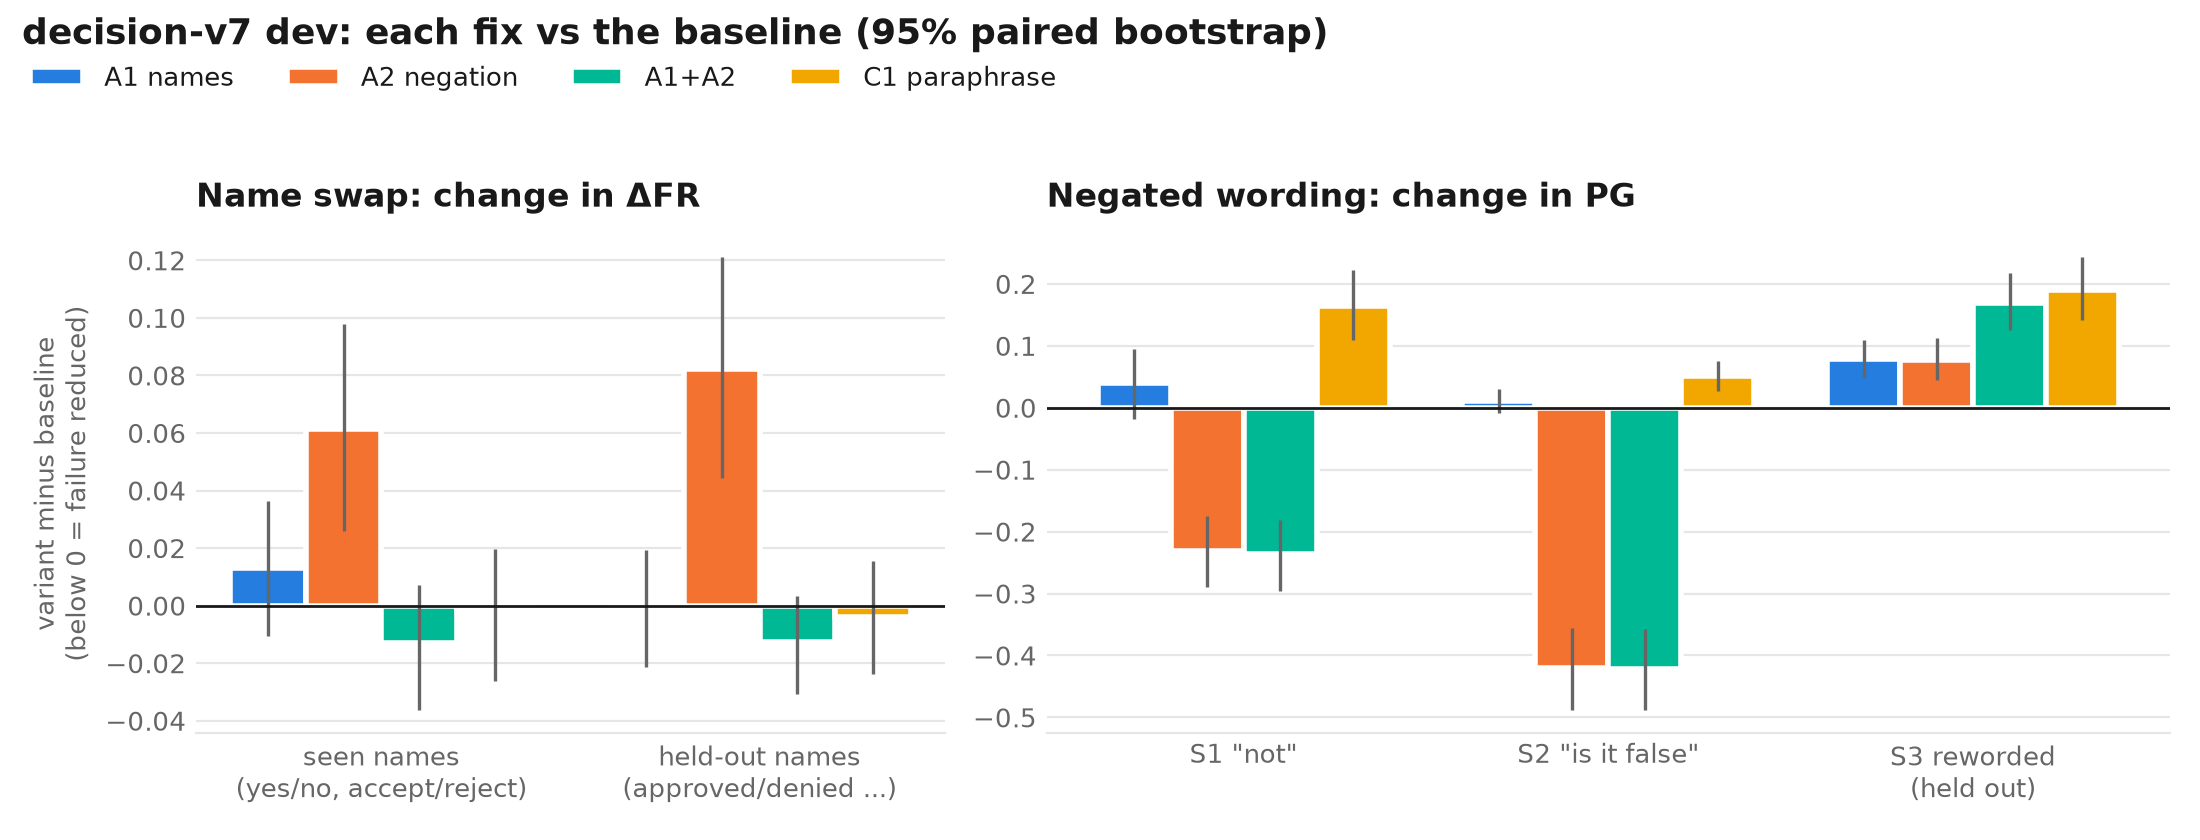 decision-v7 dev: each fix vs the baseline (95% paired bootstrap)
A1 names
A2 negation
A1+A2
C1 paraphrase
Name swap: change in ΔFR
variant minus baseline
(below 0 = failure reduced)
0.12
0.10
0.08
0.06
0.04
0.02
0.00
−0.02
−0.04
seen names
(yes/no, accept/reject)
held-out names
(approved/denied ...)
Negated wording: change in PG
0.2
0.1
0.0
−0.1
−0.2
−0.3
−0.4
−0.5
S1 "not"
S2 "is it false"
S3 reworded
(held out)